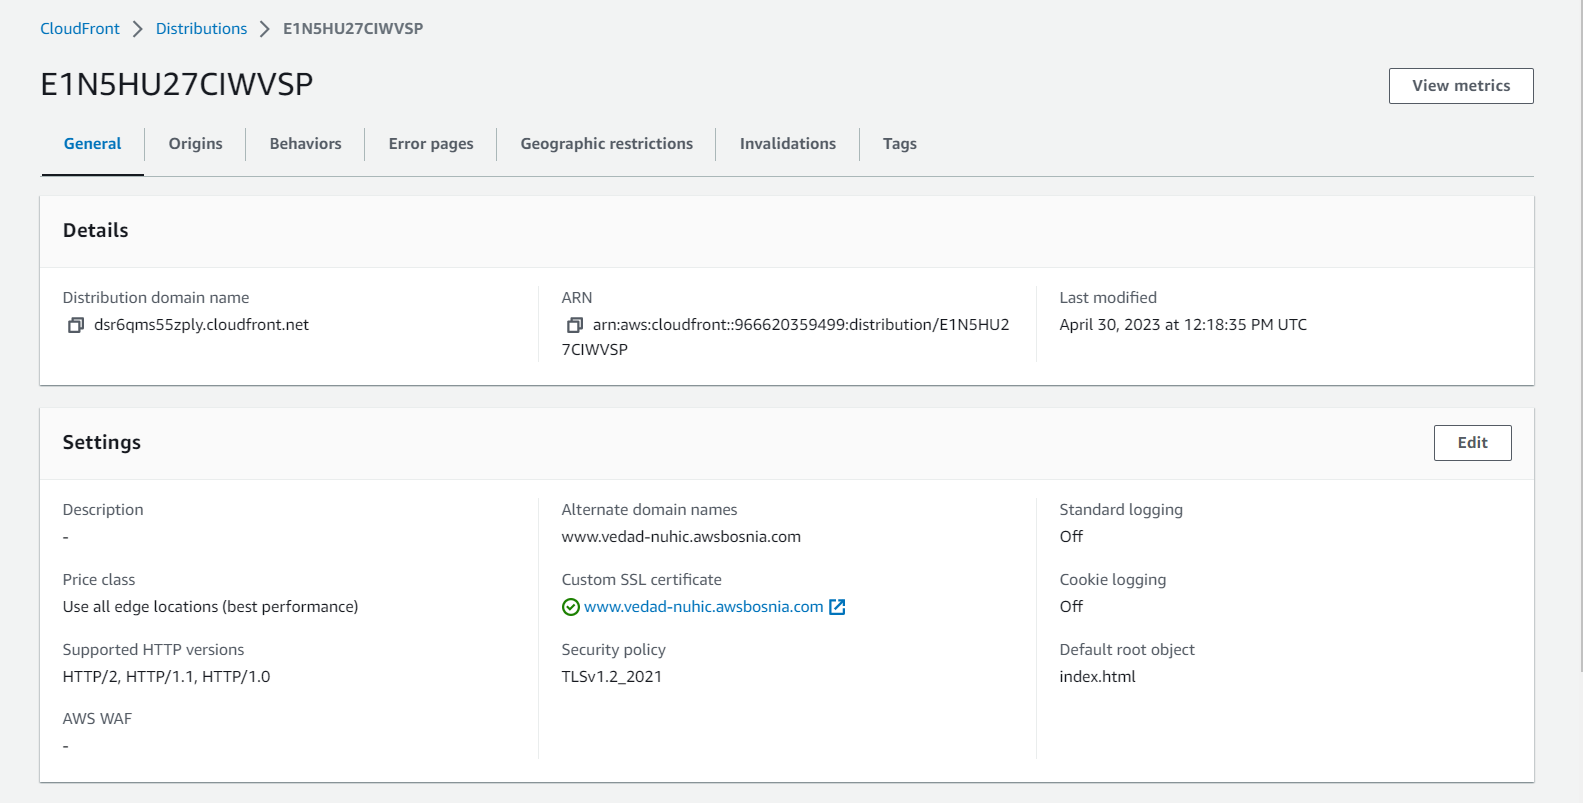 CloudFront > Distributions > E1N5HU27CIWVSP
E1N5HU27CIWVSP
View metrics
General
Origins
Behaviors
Error pages
Geographic restrictions
Invalidations
Tags
Details
Distribution domain name
dsr6qms55zply.cloudfront.net
ARN
arn:aws:cloudfront::966620359499:distribution/E1N5HU2
7CIWVSP
Last modified
April 30, 2023 at 12:18:35 PM UTC
Settings
Edit
Description
-
Price class
Use all edge locations (best performance)
Supported HTTP versions
HTTP/2, HTTP/1.1, HTTP/1.0
AWS WAF
-
Alternate domain names
www.vedad-nuhic.awsbosnia.com
Custom SSL certificate
www.vedad-nuhic.awsbosnia.com
Security policy
TLSv1.2_2021
Standard logging
Off
Cookie logging
Off
Default root object
index.html